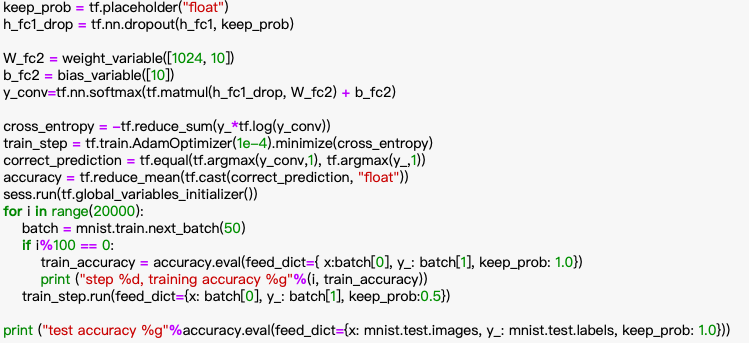 keep_prob = tf.placeholder("float")
h_fc1_drop = tf.nn.dropout(h_fc1, keep_prob)
W_fc2 = weight_variable([1024, 10])
b_fc2 = bias_variable([10])
y_conv=tf.nn.softmax(tf.matmul(h_fc1_drop, W_fc2) + b_fc2)
cross_entropy = -tf.reduce_sum(y_*tf.log(y_conv))
train_step = tf.train.AdamOptimizer(1e-4).minimize(cross_entropy)
correct_prediction = tf.equal(tf.argmax(y_conv,1), tf.argmax(y_,1))
accuracy = tf.reduce_mean(tf.cast(correct_prediction, "float"))
sess.run(tf.global_variables_initializer())
for i in range(20000):
    batch = mnist.train.next_batch(50)
    if i%100 == 0:
        train_accuracy = accuracy.eval(feed_dict={ x:batch[0], y_: batch[1], keep_prob: 1.0})
        print ("step %d, training accuracy %g"%(i, train_accuracy))
    train_step.run(feed_dict={x: batch[0], y_: batch[1], keep_prob:0.5})
print ("test accuracy %g"%accuracy.eval(feed_dict={x: mnist.test.images, y_: mnist.test.labels, keep_prob: 1.0}))